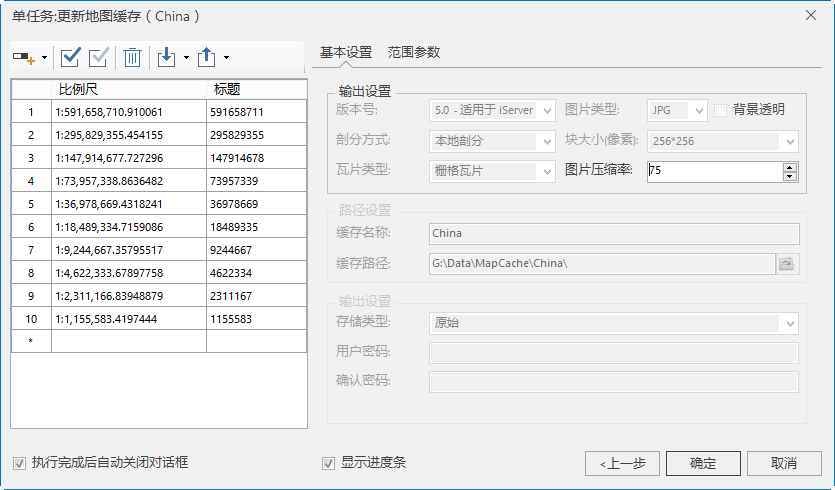 单任务:更新地图缓存（China）
基本设置 范围参数
比例尺 标题
1 1:591,658,710.910061 591658711
2 1:295,829,355.454155 295829355
3 1:147,914,677.727296 147914678
4 1:73,957,338.8636482 73957339
5 1:36,978,669.4318241 36978669
6 1:18,489,334.7159086 18489335
7 1:9,244,667.35795517 9244667
8 1:4,622,333.67897758 4622334
9 1:2,311,166.83948879 2311167
10 1:1,155,583.4197444 1155583
*
输出设置
版本号: 5.0 - 适用于 iServer 图片类型: JPG 背景透明
剖分方式: 本地剖分 块大小(像素): 256*256
瓦片类型: 栅格瓦片 图片压缩率: 75
路径设置
缓存名称: China
缓存路径: G:\Data\MapCache\China\
输出设置
存储类型: 原始
用户密码:
确认密码:
执行完成后自动关闭对话框 显示进度条 <上一步 确定 取消